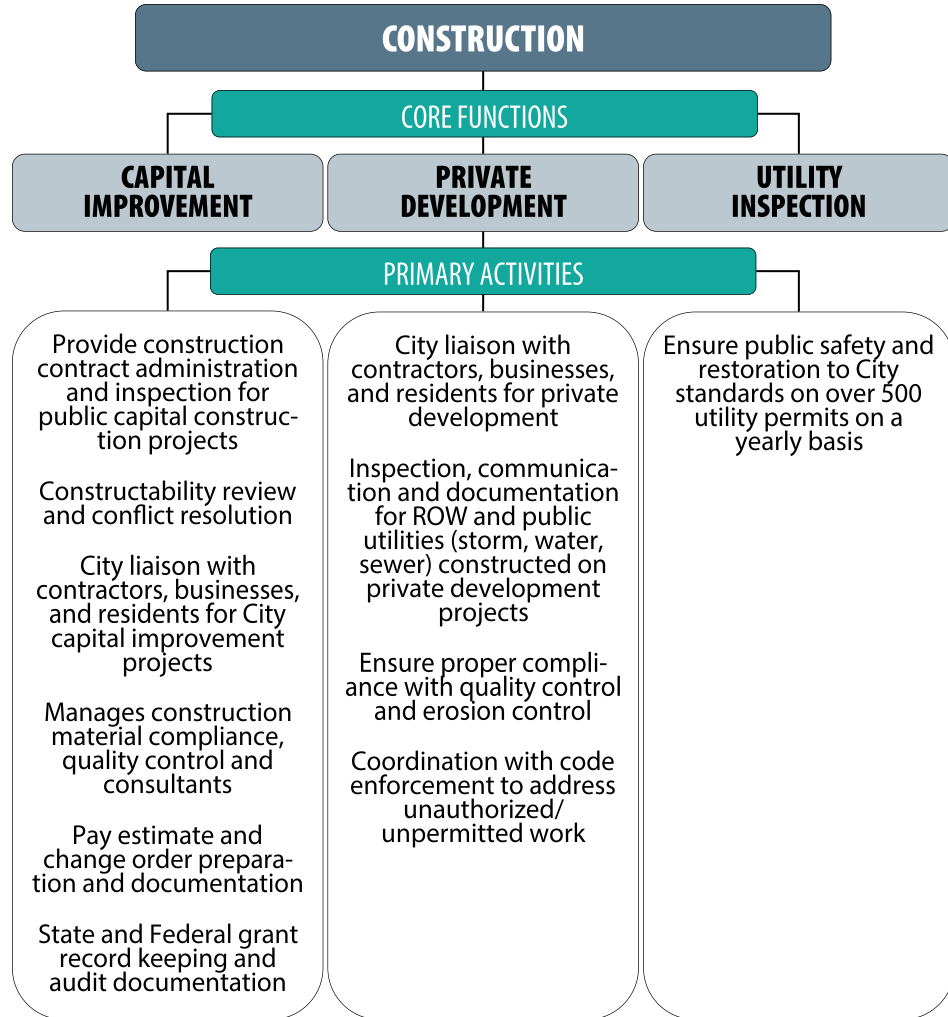 CONSTRUCTION
CORE FUNCTIONS
CAPITAL
IMPROVEMENT
PRIVATE
DEVELOPMENT
UTILITY
INSPECTION
PRIMARY ACTIVITIES
Provide construction
contract administration
and inspection for
public capital construc-
tion projects
Constructability review
and conflict resolution
City liaison with
contractors, businesses,
and residents for City
capital improvement
projects
Manages construction
material compliance,
quality control and
consultants
Pay estimate and
change order prepara-
tion and documentation
State and Federal grant
record keeping and
audit documentation
City liaison with
contractors, businesses,
and residents for private
development
Inspection, communica-
tion and documentation
for ROW and public
utilities (storm, water,
sewer) constructed on
private development
projects
Ensure proper compli-
ance with quality control
and erosion control
Coordination with code
enforcement to address
unauthorized/
unpermitted work
Ensure public safety and
restoration to City
standards on over 500
utility permits on a
yearly basis